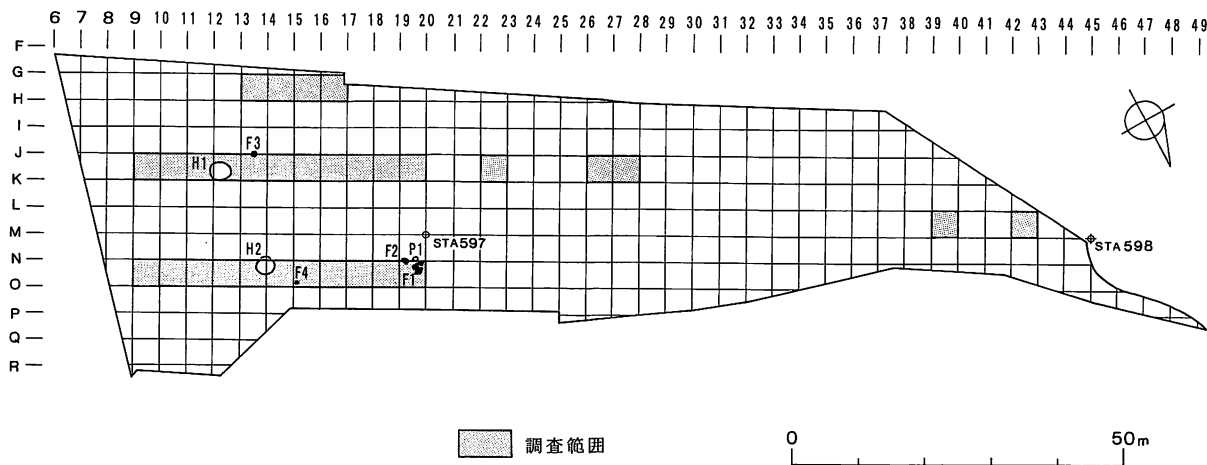 6 7 8 9 10 11 12 13 14 15 16 17 18 19 20 21 22 23 24 25 26 27 28 29 30 31 32 33 34 35 36 37 38 39 40 41 42 43 44 45 46 47 48 49
F
G
H
I
F3
J
H1
K
L
M
STA597
STA598
H2
F2
P1
N
F4
F1
O
P
Q
R
調査範囲
0
50m